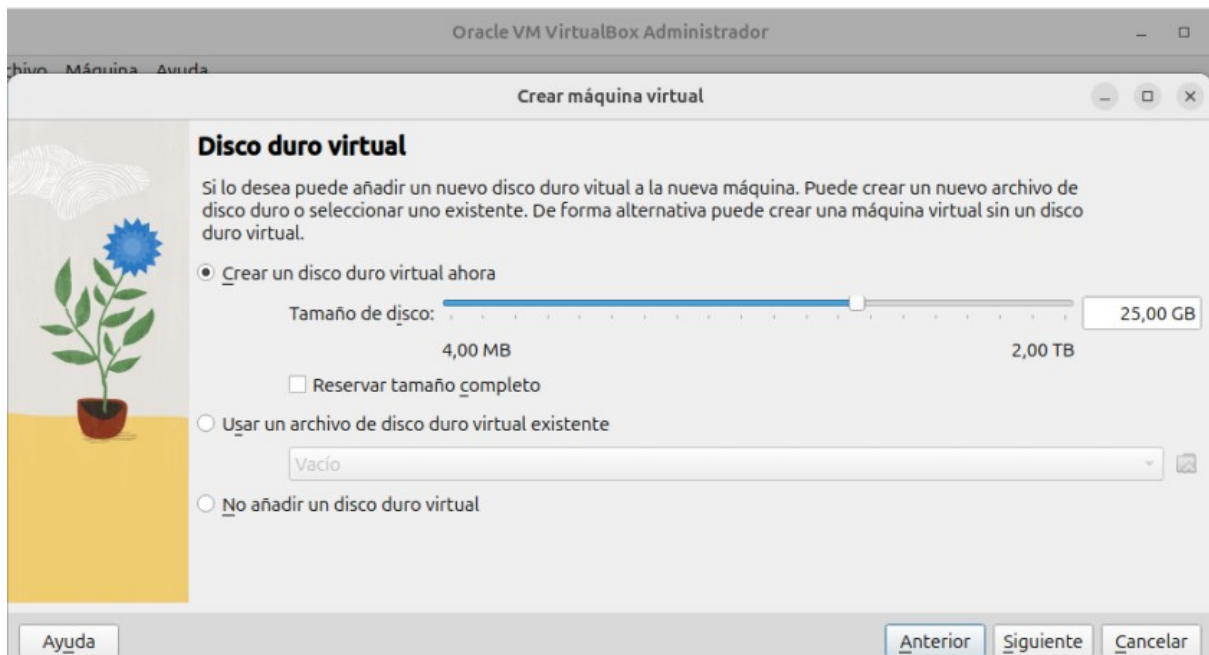 Oracle VM VirtualBox Administrador
chivo Máquina Ayuda
Crear máquina virtual
Disco duro virtual
Si lo desea puede añadir un nuevo disco duro vitual a la nueva máquina. Puede crear un nuevo archivo de
disco duro o seleccionar uno existente. De forma alternativa puede crear una máquina virtual sin un disco
duro virtual.
Crear un disco duro virtual ahora
Tamaño de disco: 25,00 GB
4,00 MB 2,00 TB
Reservar tamaño completo
Usar un archivo de disco duro virtual existente
Vacío
No añadir un disco duro virtual
Ayuda Anterior Siguiente Cancelar